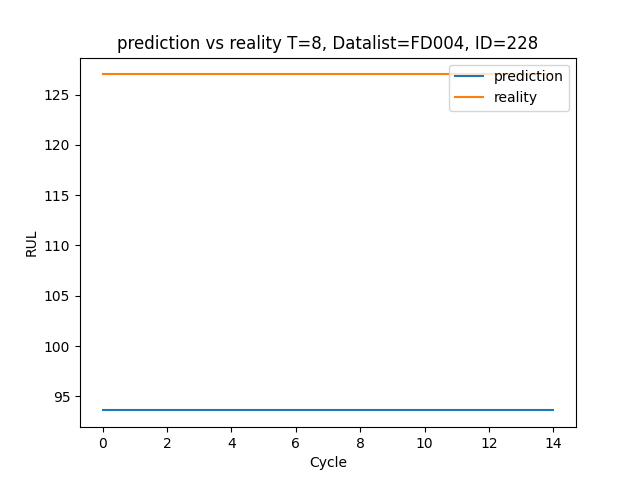 prediction vs reality T=8, Datalist=FD004, ID=228
prediction
reality
125
120
115
110
105
100
95
RUL
0 2 4 6 8 10 12 14
Cycle